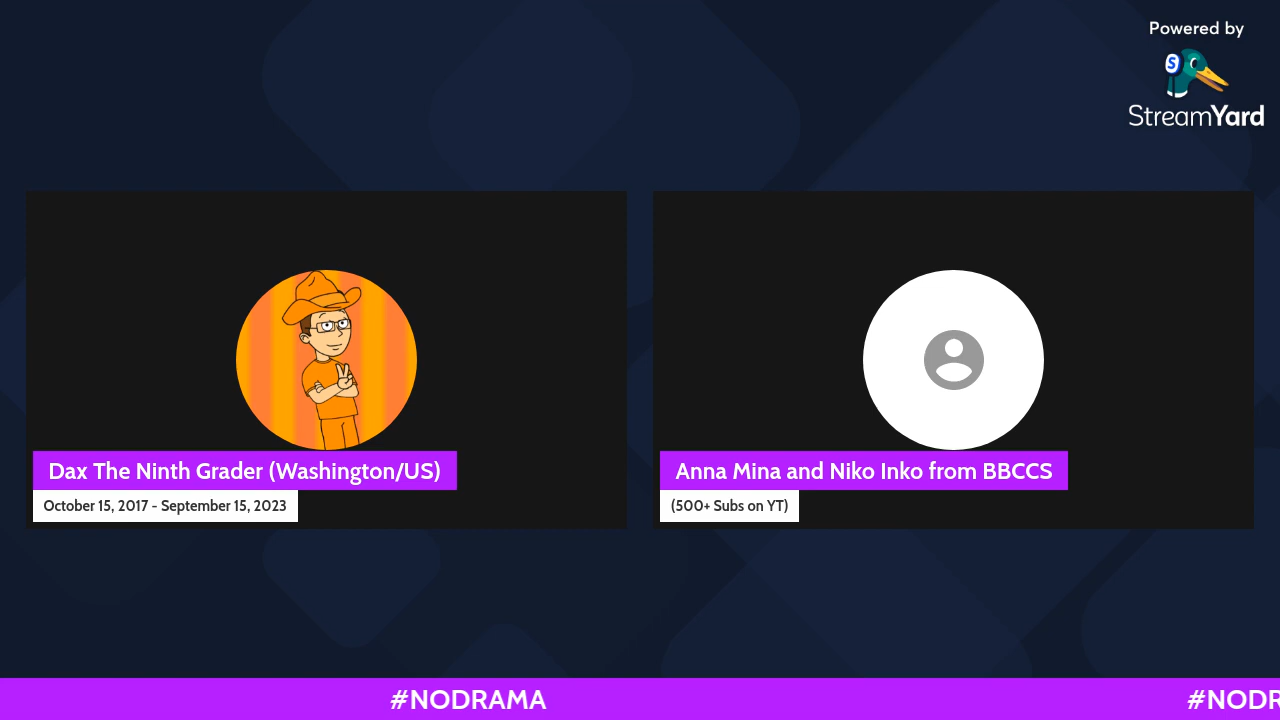 Powered by
StreamYard
Dax The Ninth Grader (Washington/US)
October 15, 2017 - September 15, 2023
Anna Mina and Niko Inko from BBCCS
(500+ Subs on YT)
#NODRAMA #NODR